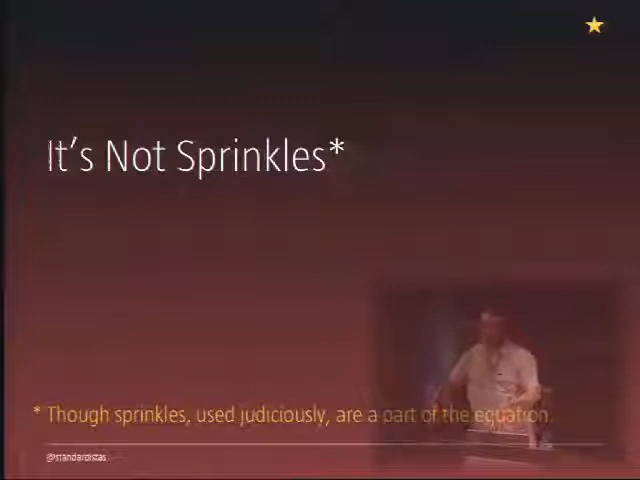 It's Not Sprinkles*
* Though sprinkles, used judiciously, are a part of the equation.
@standardistas